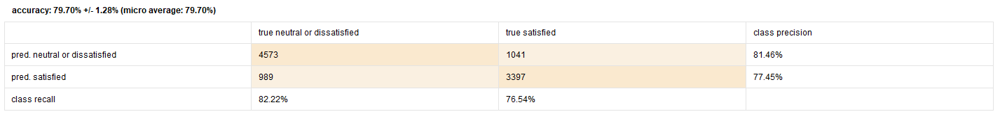 accuracy: 79.70% +/- 1.28% (micro average: 79.70%)
true neutral or dissatisfied true satisfied class precision
pred. neutral or dissatisfied 4573 1041 81.46%
pred. satisfied 989 3397 77.45%
class recall 82.22% 76.54%